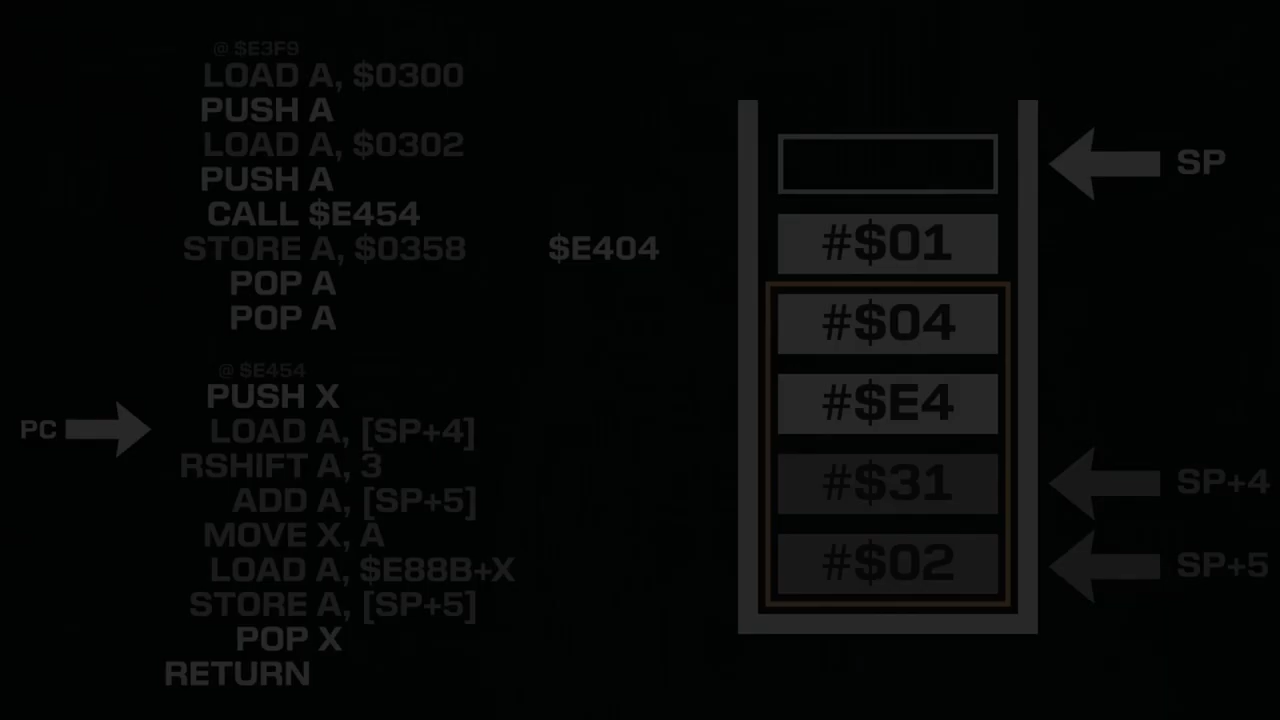 @ $E3F9
LOAD A, $0300
PUSH A
LOAD A, $0302
PUSH A
CALL $E454
STORE A, $0358
$E404
POP A
POP A
@ $E454
PUSH X
PC
LOAD A, [SP+4]
RSHIFT A, 3
ADD A, [SP+5]
MOVE X, A
LOAD A, $E88B+X
STORE A, [SP+5]
POP X
RETURN
SP
#$01
#$04
#$E4
#$31
SP+4
#$02
SP+5